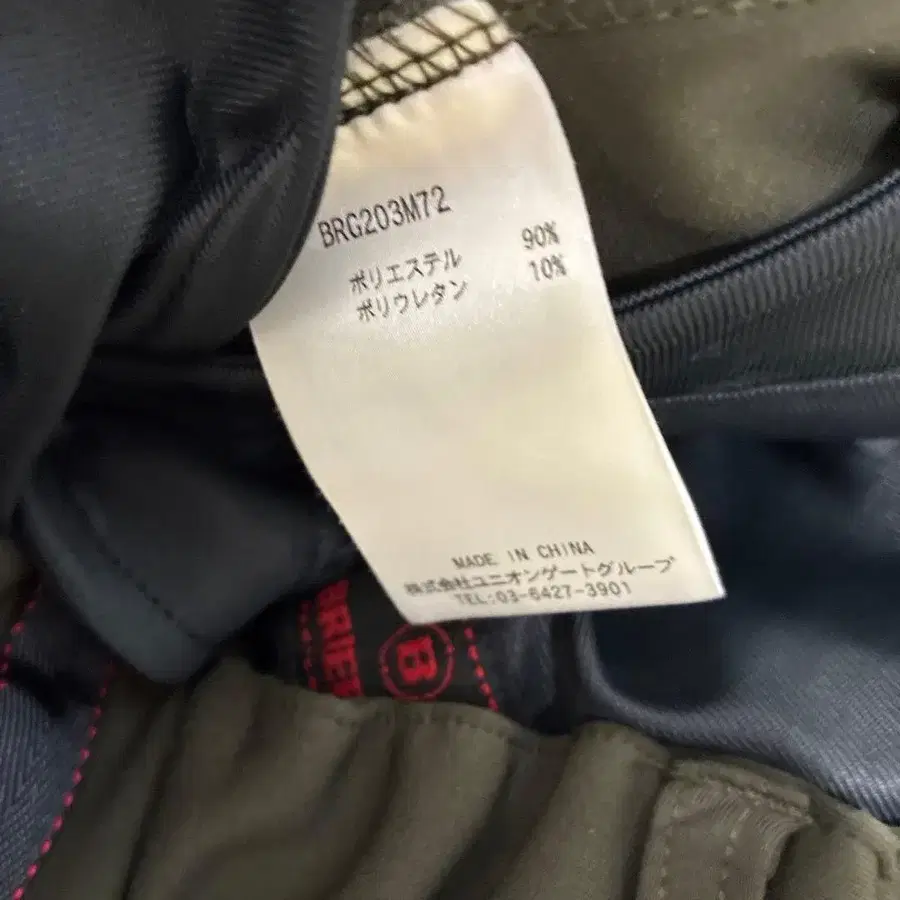 BRG203M72
ポリエステル 90%
ポリウレタン 10%
MADE IN CHINA
株式会社ユニオンゲートグループ
TEL:03-6427-3901
BRIEF
B